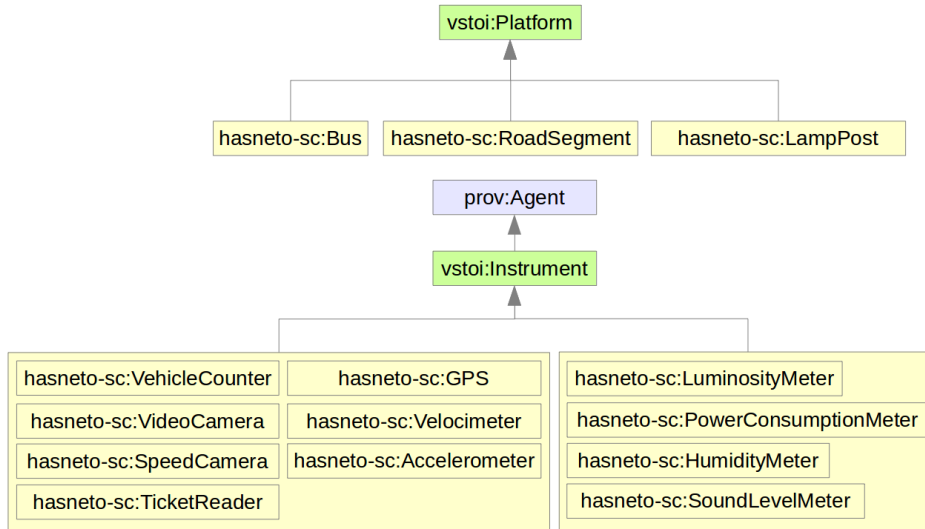 vstoi:Platform
hasneto-sc:Bus
hasneto-sc:RoadSegment
hasneto-sc:LampPost
prov:Agent
vstoi:Instrument
hasneto-sc:VehicleCounter
hasneto-sc:GPS
hasneto-sc:VideoCamera
hasneto-sc:Velocimeter
hasneto-sc:SpeedCamera
hasneto-sc:Accelerometer
hasneto-sc:TicketReader
hasneto-sc:LuminosityMeter
hasneto-sc:PowerConsumptionMeter
hasneto-sc:HumidityMeter
hasneto-sc:SoundLevelMeter